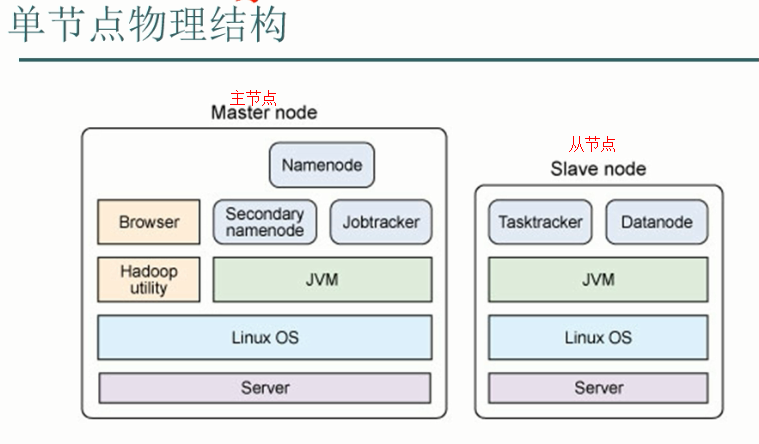 单节点物理结构
主节点
Master node
Namenode
Browser
Secondary
namenode
Jobtracker
Hadoop
utility
JVM
Linux OS
Server
从节点
Slave node
Tasktracker
Datanode
JVM
Linux OS
Server